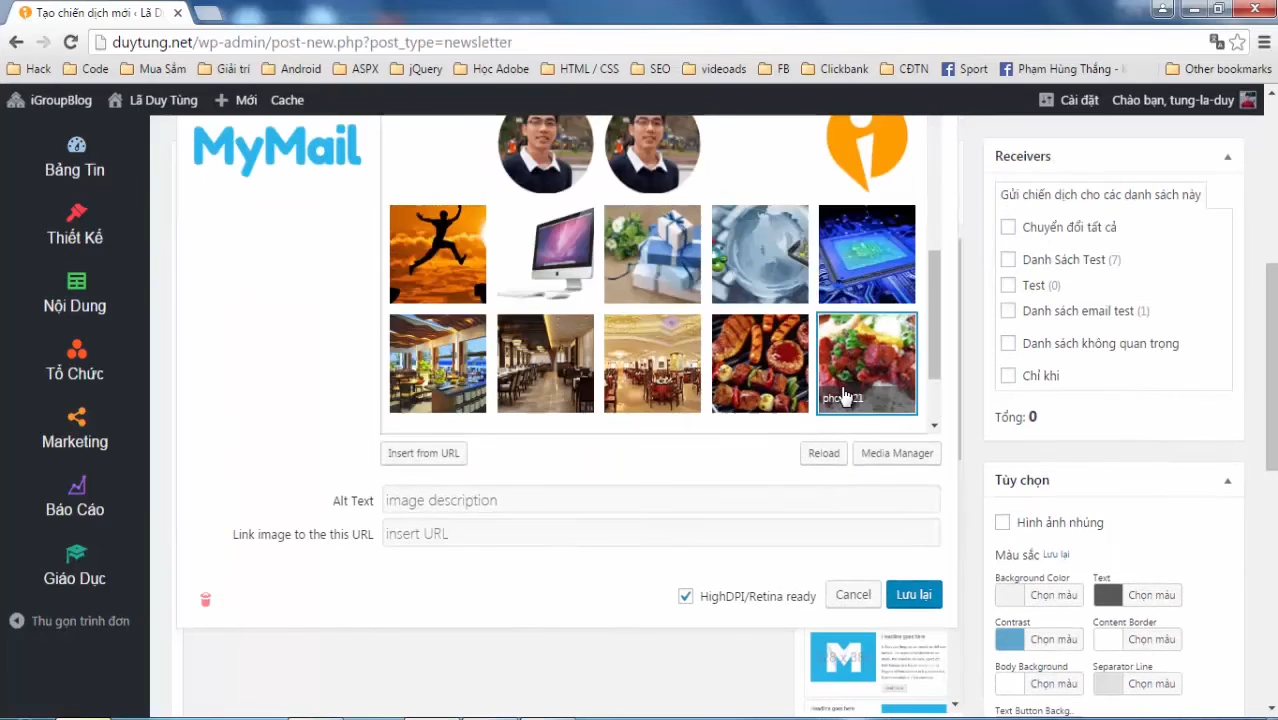 Tạo chiến dịch mới ‹ Lã D
duytung.net/wp-admin/post-new.php?post_type=newsletter
Hack
Code
Mua Sắm
Giải trí
Android
ASPX
jQuery
Học Adobe
HTML / CSS
SEO
videoads
FB
Clickbank
CĐTN
Sport
Phạm Hùng Thắng -
Other bookmarks
iGroupBlog
Lã Duy Tùng
Mới
Cache
Cài đặt
Chào bạn, tung-la-duy
Bảng Tin
Thiết Kế
Nội Dung
Tổ Chức
Marketing
Báo Cáo
Giáo Dục
Thu gọn trình đơn
MyMail
Insert from URL
Reload
Media Manager
Alt Text
image description
Link image to the this URL
insert URL
HighDPI/Retina ready
Cancel
Lưu lại
Headline goes here
Receivers
Gửi chiến dịch cho các danh sách này
Chuyển đổi tất cả
Danh Sách Test (7)
Test (0)
Danh sách email test (1)
Danh sách không quan trọng
Chỉ khi
Tổng: 0
Tùy chọn
Hình ảnh nhúng
Màu sắc Lưu lại
Background Color
Chọn màu
Text
Chọn màu
Contrast
Chọn màu
Content Border
Chọn màu
Body Background
Chọn màu
Separator Line
Chọn màu
Text Button Backg..